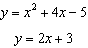 y = x² + 4x - 5
y = 2x + 3